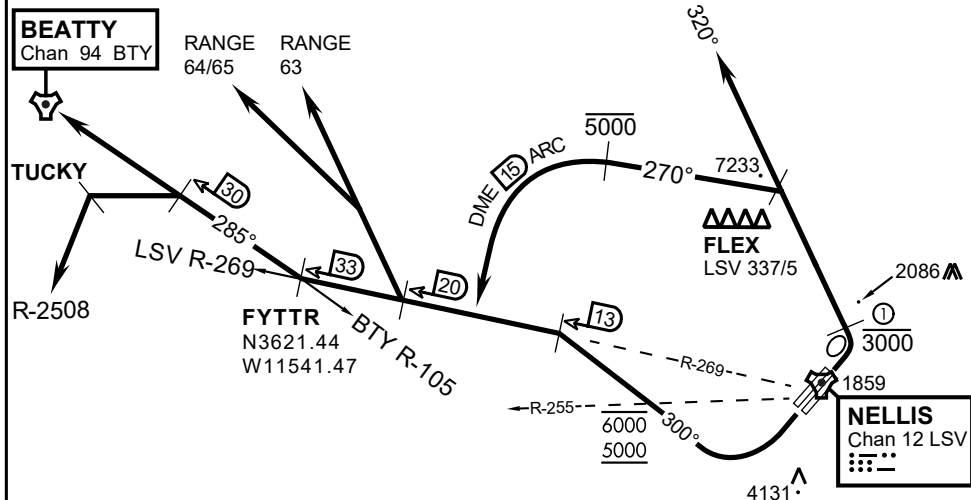 BEATTY
Chan 94 BTY
RANGE
64/65
RANGE
63
320°
5000
DME 15 ARC
270°
7233
TUCKY
30
285°
FLEX
LSV 337/5
LSV R-269
33
20
2086
R-2508
FYTTR
N3621.44
W11541.47
BTY R-105
13
1
3000
R-269
1859
R-255
6000
5000
300°
NELLIS
Chan 12 LSV
4131